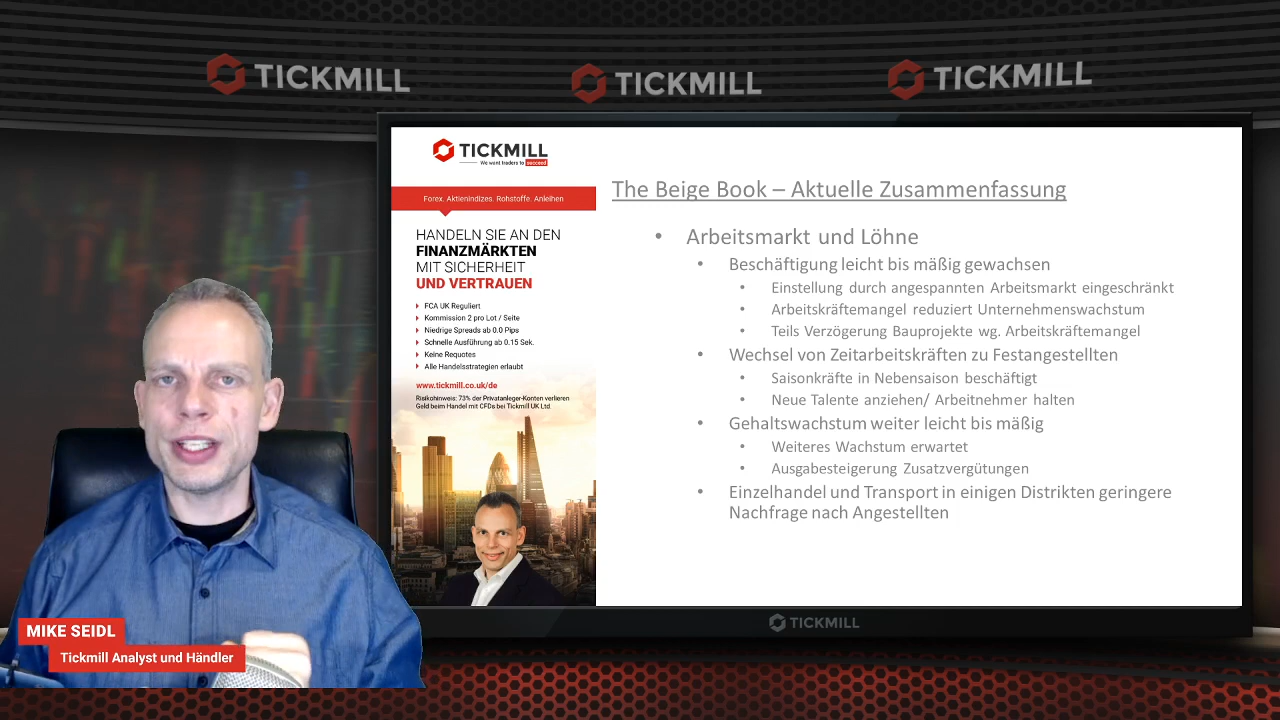 TICKMILL
TICKMILL
TICKMILL
TICKMILL
We want traders to succeed
Forex. Aktienindizes. Rohstoffe. Anleihen
HANDELN SIE AN DEN
FINANZMÄRKTEN
MIT SICHERHEIT
UND VERTRAUEN
FCA UK Reguliert
Kommission 2 pro Lot / Seite
Niedrige Spreads ab 0.0 Pips
Schnelle Ausführung ab 0.15 Sek.
Keine Requotes
Alle Handelsstrategien erlaubt
www.tickmill.co.uk/de
Risikohinweis: 73% der Privatanleger-Konten verlieren
Geld beim Handel mit CFDs bei Tickmill UK Ltd.
The Beige Book – Aktuelle Zusammenfassung
• Arbeitsmarkt und Löhne
• Beschäftigung leicht bis mäßig gewachsen
• Einstellung durch angespannten Arbeitsmarkt eingeschränkt
• Arbeitskräftemangel reduziert Unternehmenswachstum
• Teils Verzögerung Bauprojekte wg. Arbeitskräftemangel
• Wechsel von Zeitarbeitskräften zu Festangestellten
• Saisonkräfte in Nebensaison beschäftigt
• Neue Talente anziehen/ Arbeitnehmer halten
• Gehaltswachstum weiter leicht bis mäßig
• Weiteres Wachstum erwartet
• Ausgabesteigerung Zusatzvergütungen
• Einzelhandel und Transport in einigen Distrikten geringere
Nachfrage nach Angestellten
TICKMILL
MIKE SEIDL
Tickmill Analyst und Händler